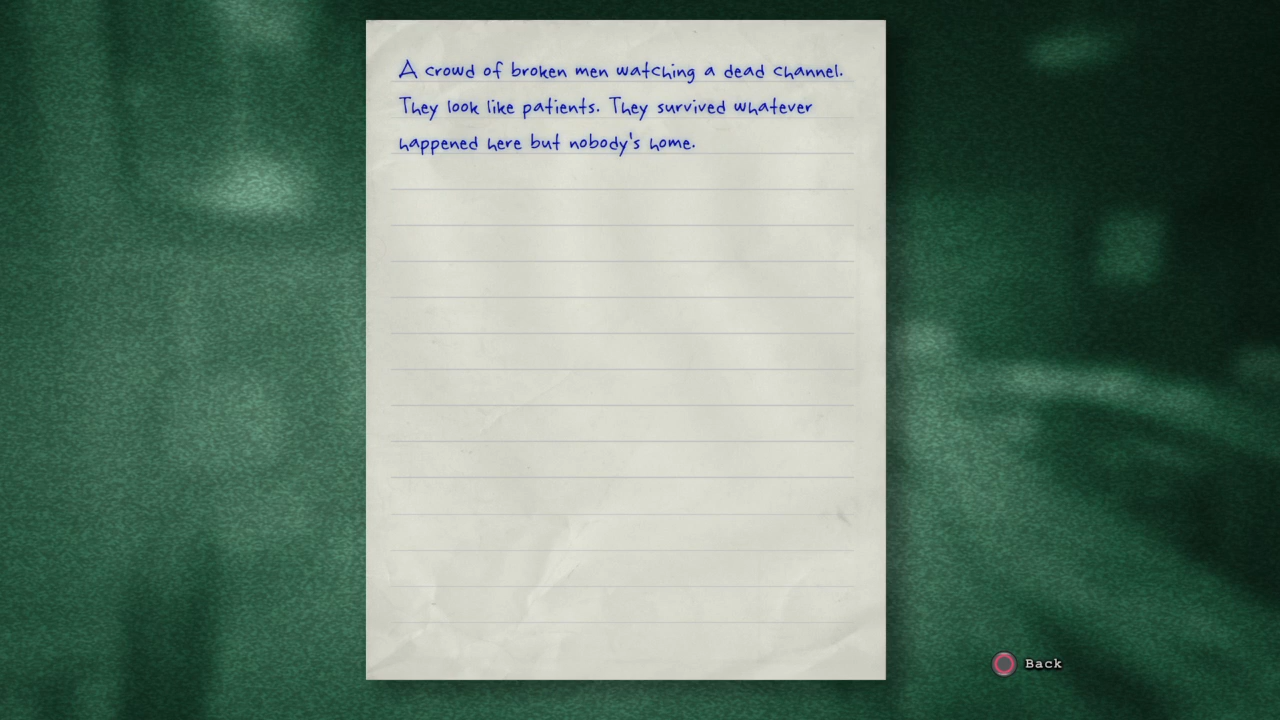 A crowd of broken men watching a dead channel.
They look like patients. They survived whatever
happened here but nobody's home.
Back